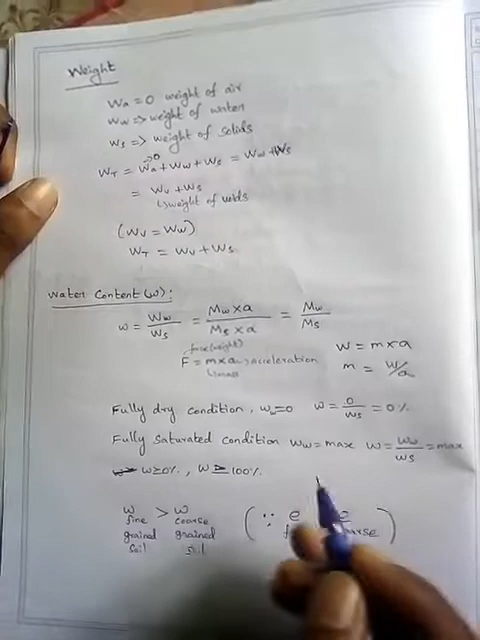 Weight
Wa = 0 weight of air
Ww => weight of water
Ws => weight of solids
WT = Wa→0 + Ww + Ws = Ww + Ws
= Wv + Ws
↳ weight of voids
(Wv = Ww)
WT = Wv + Ws
Water Content (w):
w = Ww/Ws = Mw x a/Ms x a = Mw/Ms
force (weight)
F = m x a → acceleration
↳ mass
W = m x a
m = W/a
Fully dry condition, ww = 0 w = 0/Ws = 0%
Fully saturated condition Ww = max w = Ww/Ws = max
w ≥ 0%, w ≥ 100%
w fine grained soil > w coarse grained soil (∵ e